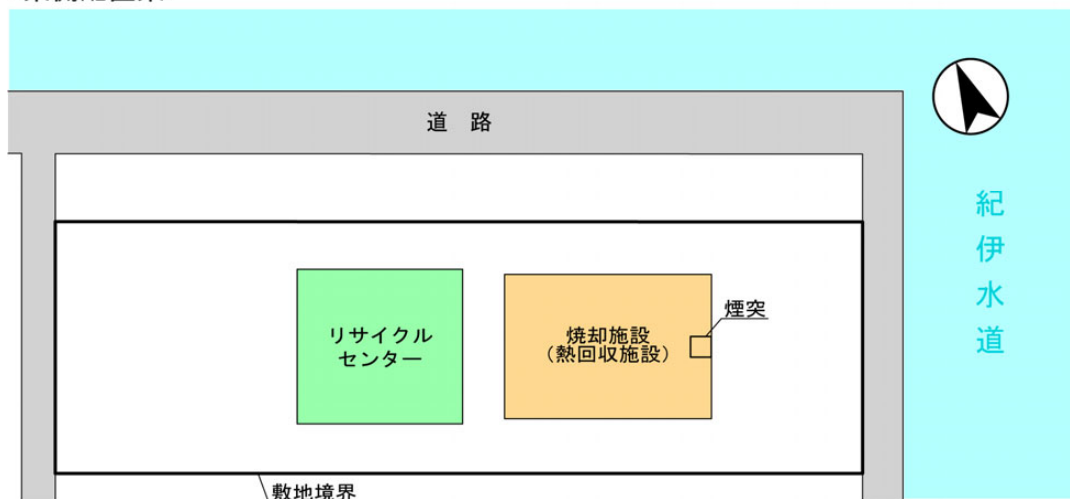 道 路
紀伊水道
煙突
リサイクル
センター
焼却施設
(熱回収施設)
敷地境界